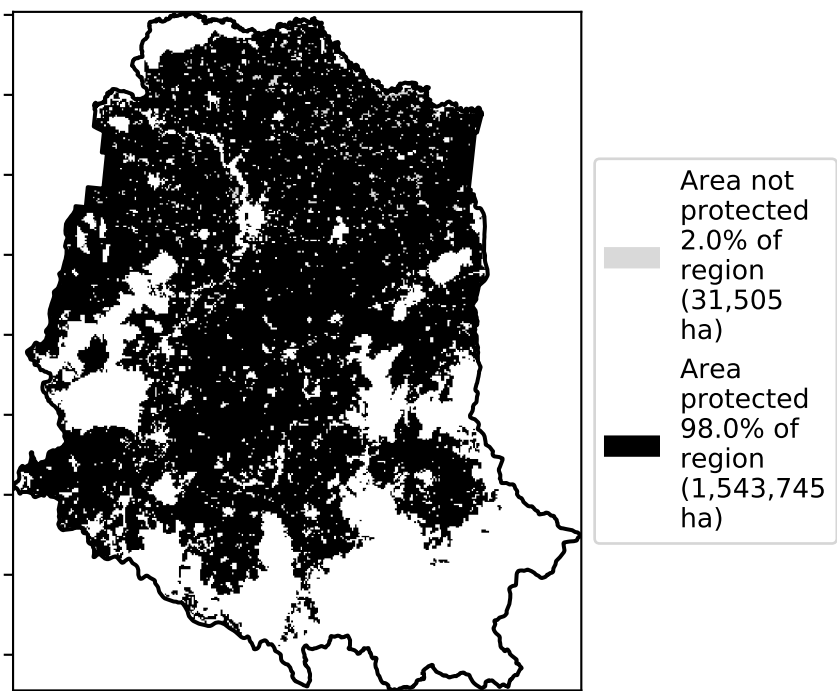 Area not
protected
2.0% of
region
(31,505
ha)
Area
protected
98.0% of
region
(1,543,745
ha)